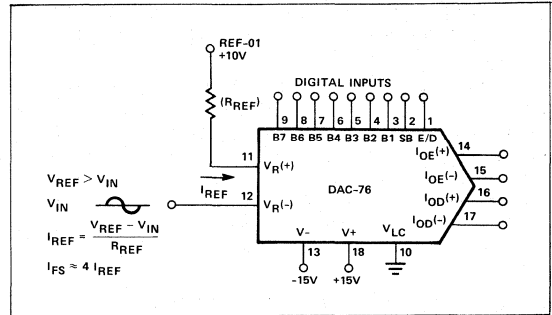 REF-01
+10V
(RREF)
DIGITAL INPUTS
9 8 7 6 5 4 3 2 1
B7 B6 B5 B4 B3 B2 B1 SB E/D
11
VR(+)
IREF
12
VR(-)
DAC-76
IOE(+)
14
IOE(-)
15
IOD(+)
16
IOD(-)
17
V- V+ VLC
13 18 10
-15V +15V
VREF > VIN
VIN
IREF = VREF - VIN / RREF
IFS ≈ 4 IREF